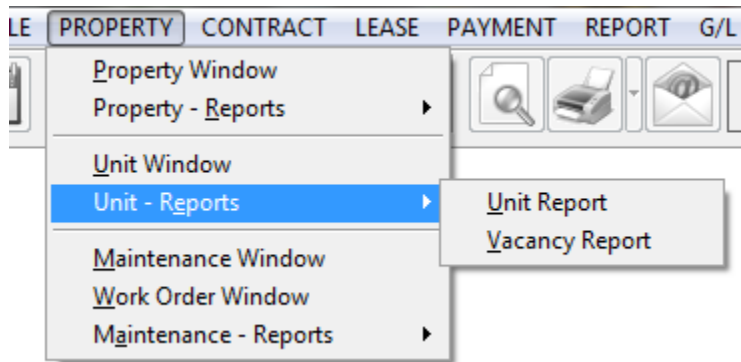 LE PROPERTY CONTRACT LEASE PAYMENT REPORT G/L
Property Window
Property - Reports
Unit Window
Unit - Reports
Unit Report
Vacancy Report
Maintenance Window
Work Order Window
Maintenance - Reports